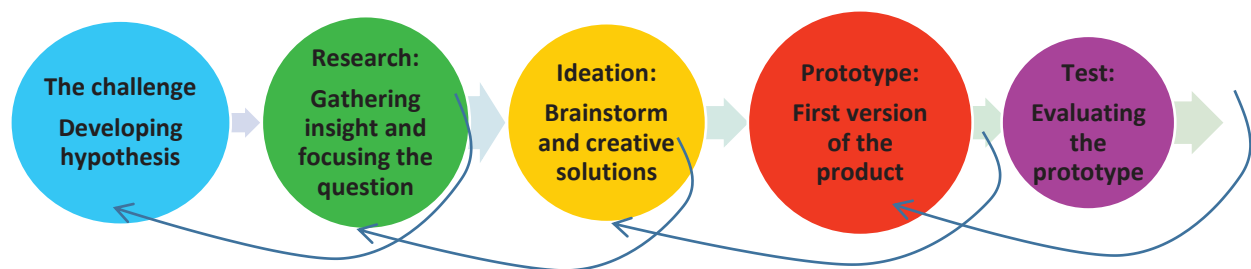 The challenge
Developing
hypothesis
Research:
Gathering
insight and
focusing the
question
Ideation:
Brainstorm
and creative
solutions
Prototype:
First version
of the
product
Test:
Evaluating
the
prototype